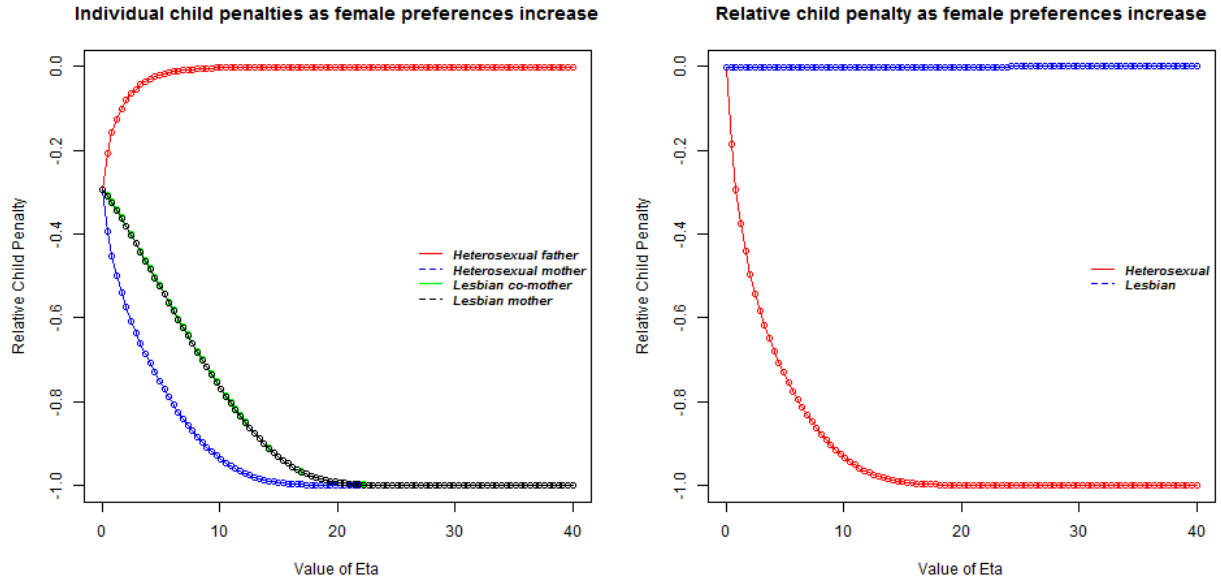 Individual child penalties as female preferences increase
Relative Child Penalty
0.0
-0.2
-0.4
-0.6
-0.8
-1.0
Heterosexual father
Heterosexual mother
Lesbian co-mother
Lesbian mother
0 10 20 30 40
Value of Eta
Relative child penalty as female preferences increase
Relative Child Penalty
0.0
-0.2
-0.4
-0.6
-0.8
-1.0
Heterosexual
Lesbian
0 10 20 30 40
Value of Eta